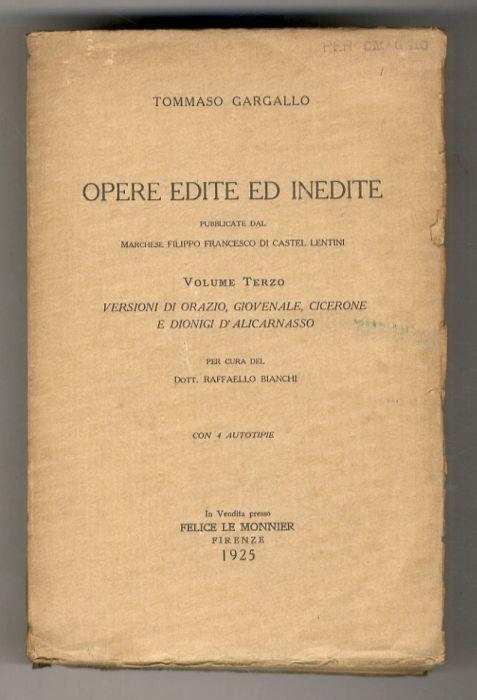 PER OMAGGIO
TOMMASO GARGALLO
OPERE EDITE ED INEDITE
PUBBLICATE DAL
MARCHESE FILIPPO FRANCESCO DI CASTEL LENTINI
VOLUME TERZO
VERSIONI DI ORAZIO, GIOVENALE, CICERONE
E DIONIGI D'ALICARNASSO
PER CURA DEL
DOTT. RAFFAELLO BIANCHI
CON 4 AUTOTIPIE
In Vendita presso
FELICE LE MONNIER
FIRENZE
1925